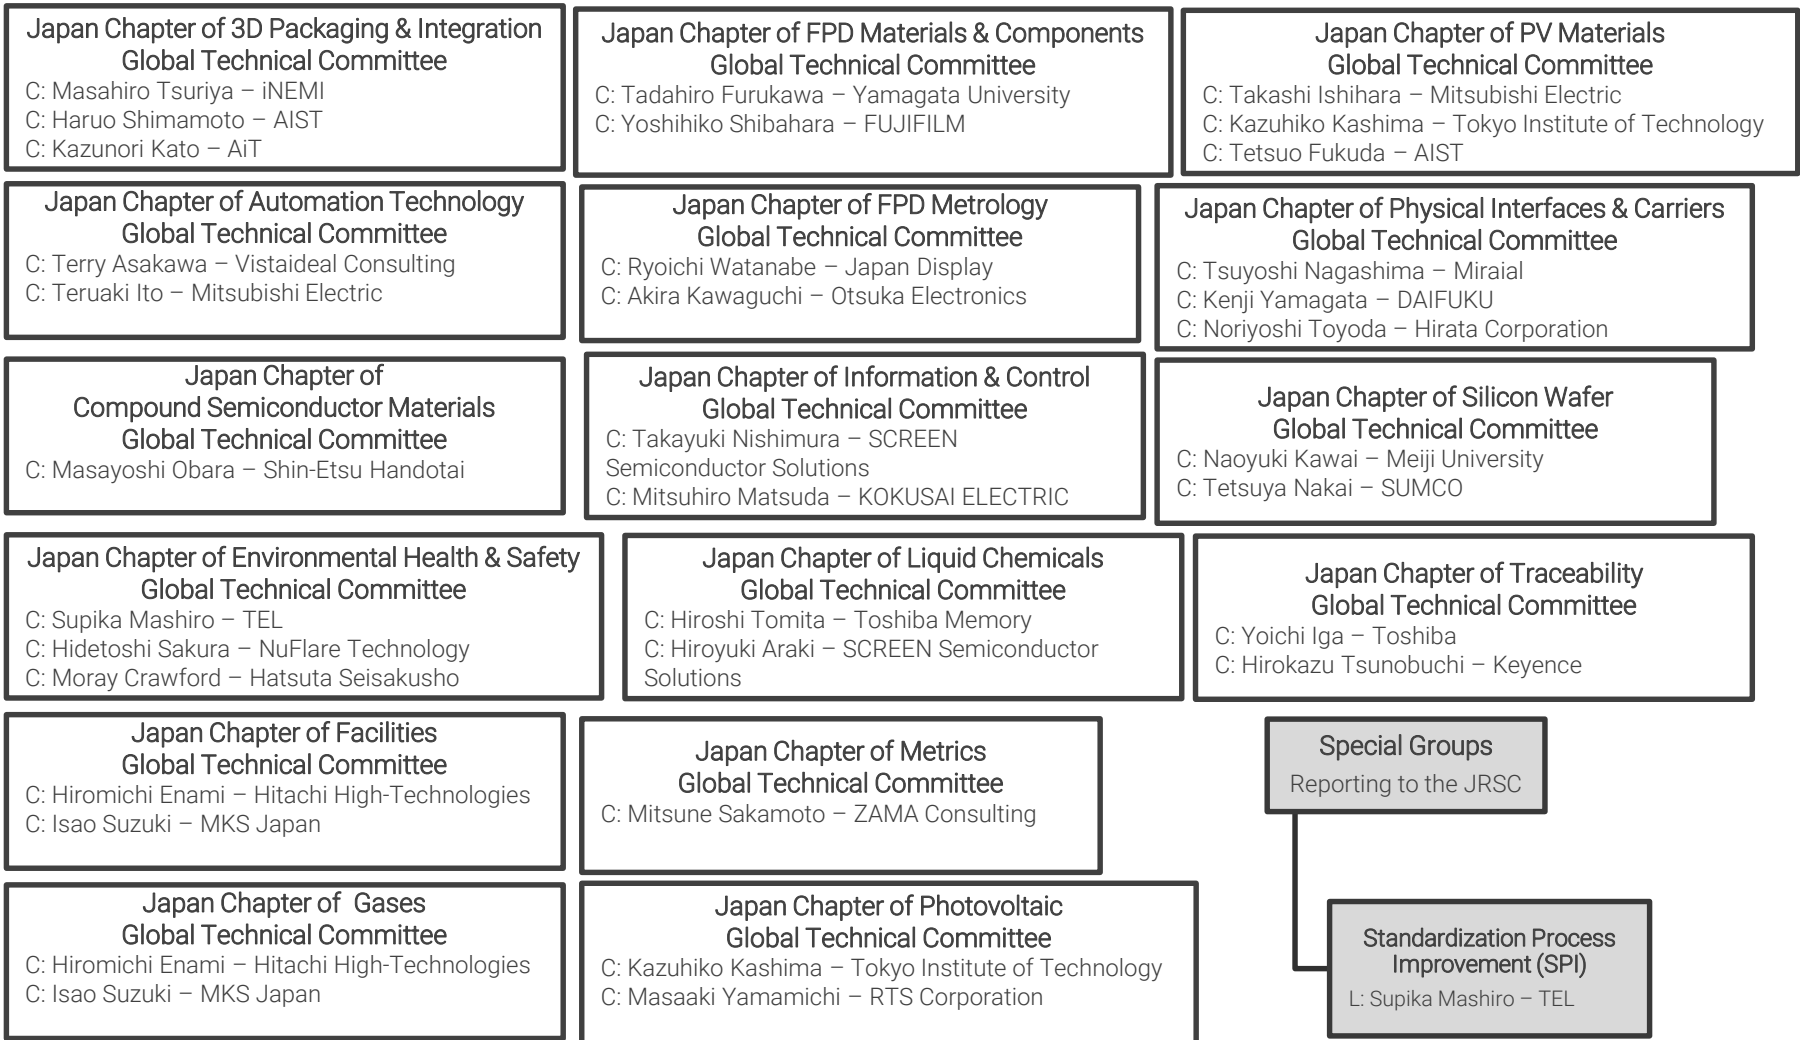 Japan Chapter of 3D Packaging & Integration
Global Technical Committee
C: Masahiro Tsuriya – iNEMI
C: Haruo Shimamoto – AIST
C: Kazunori Kato – AiT
Japan Chapter of FPD Materials & Components
Global Technical Committee
C: Tadahiro Furukawa – Yamagata University
C: Yoshihiko Shibahara – FUJIFILM
Japan Chapter of PV Materials
Global Technical Committee
C: Takashi Ishihara – Mitsubishi Electric
C: Kazuhiko Kashima – Tokyo Institute of Technology
C: Tetsuo Fukuda – AIST
Japan Chapter of Automation Technology
Global Technical Committee
C: Terry Asakawa – Vistaideal Consulting
C: Teruaki Ito – Mitsubishi Electric
Japan Chapter of FPD Metrology
Global Technical Committee
C: Ryoichi Watanabe – Japan Display
C: Akira Kawaguchi – Otsuka Electronics
Japan Chapter of Physical Interfaces & Carriers
Global Technical Committee
C: Tsuyoshi Nagashima – Miraial
C: Kenji Yamagata – DAIFUKU
C: Noriyoshi Toyoda – Hirata Corporation
Japan Chapter of
Compound Semiconductor Materials
Global Technical Committee
C: Masayoshi Obara – Shin-Etsu Handotai
Japan Chapter of Information & Control
Global Technical Committee
C: Takayuki Nishimura – SCREEN
Semiconductor Solutions
C: Mitsuhiro Matsuda – KOKUSAI ELECTRIC
Japan Chapter of Silicon Wafer
Global Technical Committee
C: Naoyuki Kawai – Meiji University
C: Tetsuya Nakai – SUMCO
Japan Chapter of Environmental Health & Safety
Global Technical Committee
C: Supika Mashiro – TEL
C: Hidetoshi Sakura – NuFlare Technology
C: Moray Crawford – Hatsuta Seisakusho
Japan Chapter of Liquid Chemicals
Global Technical Committee
C: Hiroshi Tomita – Toshiba Memory
C: Hiroyuki Araki – SCREEN Semiconductor
Solutions
Japan Chapter of Traceability
Global Technical Committee
C: Yoichi Iga – Toshiba
C: Hirokazu Tsunobuchi – Keyence
Japan Chapter of Facilities
Global Technical Committee
C: Hiromichi Enami – Hitachi High-Technologies
C: Isao Suzuki – MKS Japan
Japan Chapter of Metrics
Global Technical Committee
C: Mitsune Sakamoto – ZAMA Consulting
Special Groups
Reporting to the JRSC
Japan Chapter of Gases
Global Technical Committee
C: Hiromichi Enami – Hitachi High-Technologies
C: Isao Suzuki – MKS Japan
Japan Chapter of Photovoltaic
Global Technical Committee
C: Kazuhiko Kashima – Tokyo Institute of Technology
C: Masaaki Yamamichi – RTS Corporation
Standardization Process
Improvement (SPI)
L: Supika Mashiro – TEL